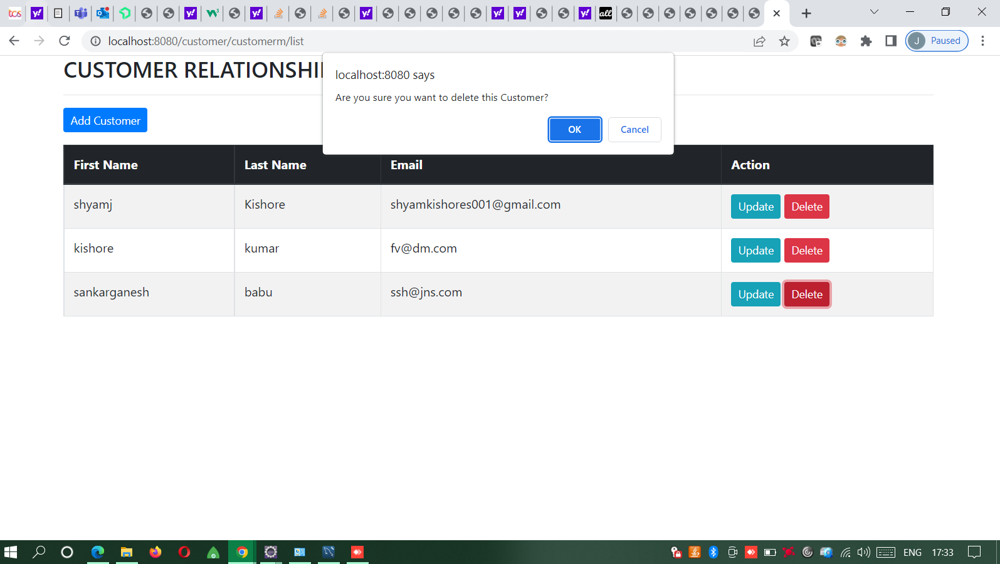 localhost:8080/customer/customerm/list
J Paused
CUSTOMER RELATIONSHI
localhost:8080 says
Are you sure you want to delete this Customer?
OK Cancel
Add Customer
First Name Last Name Email Action
shyamj Kishore shyamkishores001@gmail.com Update Delete
kishore kumar fv@dm.com Update Delete
sankarganesh babu ssh@jns.com Update Delete
ENG 17:33